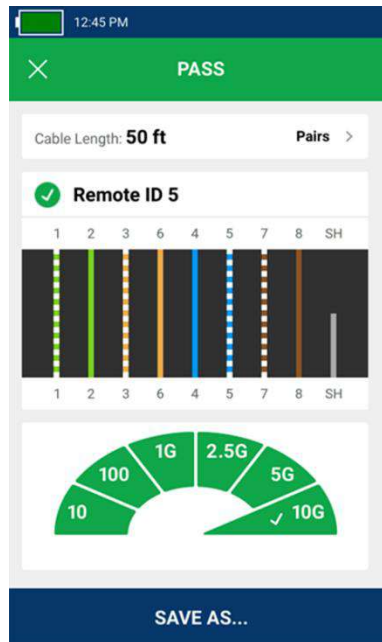 12:45 PM
PASS
Cable Length: 50 ft Pairs >
Remote ID 5
1 2 3 6 4 5 7 8 SH
1 2 3 6 4 5 7 8 SH
10 100 1G 2.5G 5G 10G
SAVE AS...